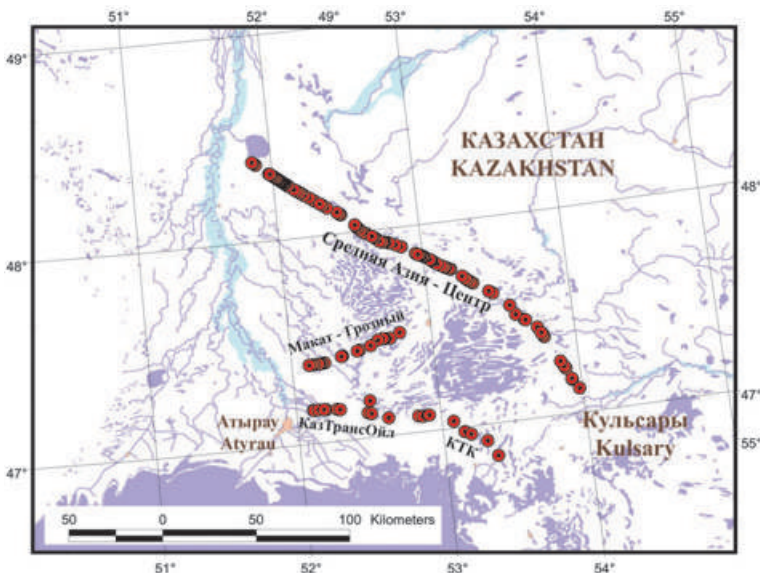 51° 52° 49° 53° 54° 55°
49°
КАЗАХСТАН
KAZAKHSTAN
48°
Средняя Азия - Центр
48°
Макат - Грозный
47°
Атырау
Atyrau
КазТрансОйл
КТК
Кульсары
Kulsary
55°
47°
50 0 50 100 Kilometers
51° 52° 53° 54°